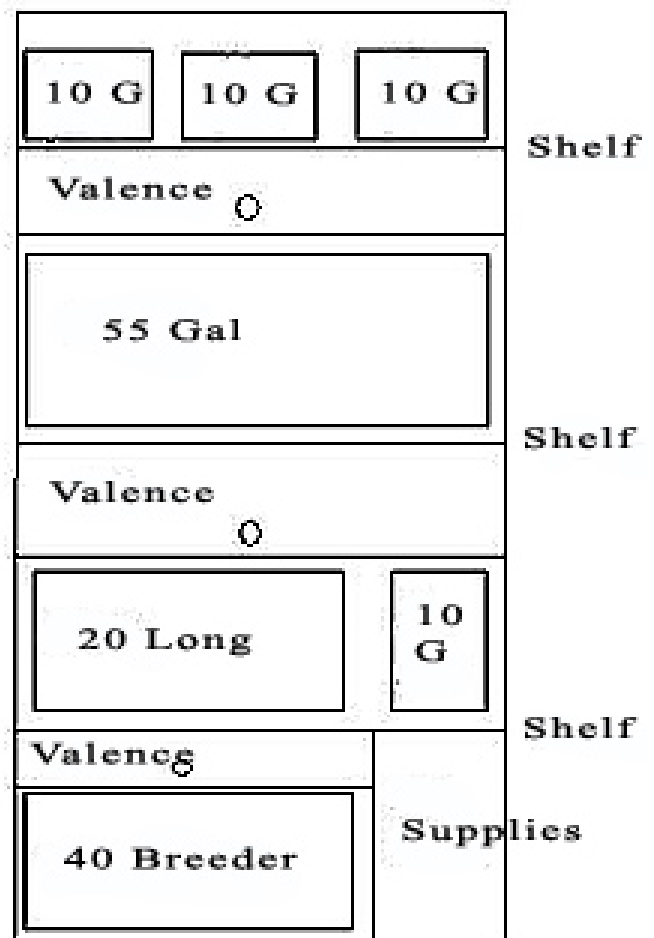 10 G 10 G 10 G
Shelf
Valence
55 Gal
Shelf
Valence
20 Long
10
G
Shelf
Valence
Supplies
40 Breeder